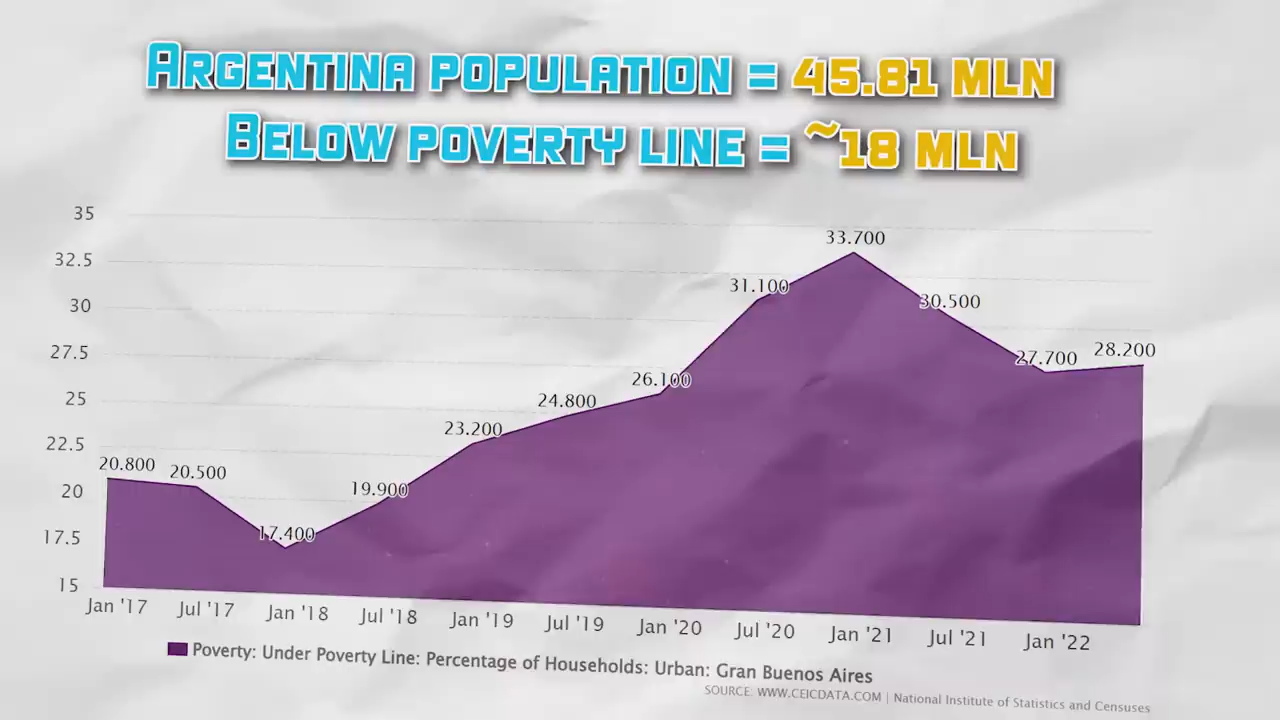 ARGENTINA POPULATION = 45.81 MLN
BELOW POVERTY LINE = ~18 MLN
35
32.5
30
27.5
25
22.5
20
17.5
15
20.800
20.500
17.400
19.900
23.200
24.800
26.100
31.100
33.700
30.500
27.700
28.200
Jan '17
Jul '17
Jan '18
Jul '18
Jan '19
Jul '19
Jan '20
Jul '20
Jan '21
Jul '21
Jan '22
Poverty: Under Poverty Line: Percentage of Households: Urban: Gran Buenos Aires
SOURCE: WWW.CEICDATA.COM | National Institute of Statistics and Censuses